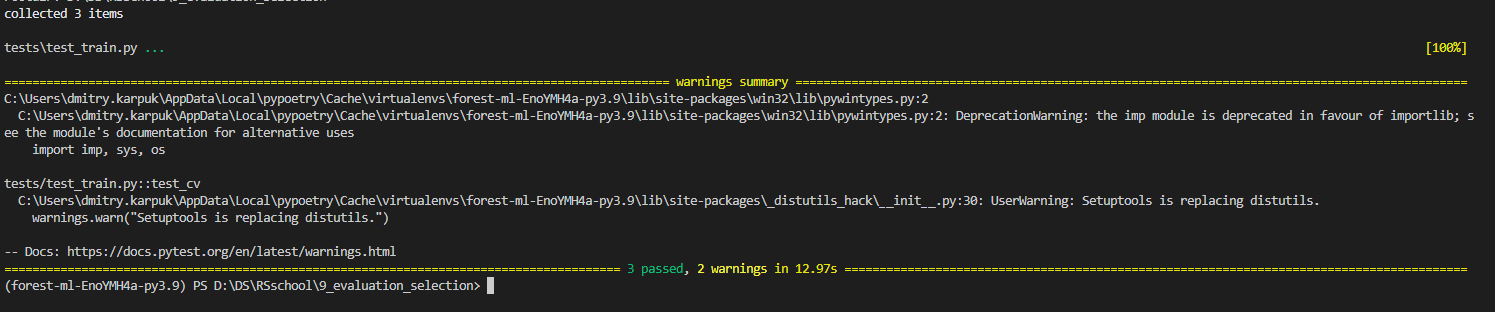 collected 3 items
tests\test_train.py ... [100%]
============================== warnings summary ==============================
C:\Users\dmitry.karpuk\AppData\Local\pypoetry\Cache\virtualenvs\forest-ml-EnoYMH4a-py3.9\lib\site-packages\win32\lib\pywintypes.py:2
C:\Users\dmitry.karpuk\AppData\Local\pypoetry\Cache\virtualenvs\forest-ml-EnoYMH4a-py3.9\lib\site-packages\win32\lib\pywintypes.py:2: DeprecationWarning: the imp module is deprecated in favour of importlib; s
ee the module's documentation for alternative uses
import imp, sys, os
tests/test_train.py::test_cv
C:\Users\dmitry.karpuk\AppData\Local\pypoetry\Cache\virtualenvs\forest-ml-EnoYMH4a-py3.9\lib\site-packages\_distutils_hack\__init__.py:30: UserWarning: Setuptools is replacing distutils.
warnings.warn("Setuptools is replacing distutils.")
-- Docs: https://docs.pytest.org/en/latest/warnings.html
============================== 3 passed, 2 warnings in 12.97s ==============================
(forest-ml-EnoYMH4a-py3.9) PS D:\DS\RSschool\9_evaluation_selection>